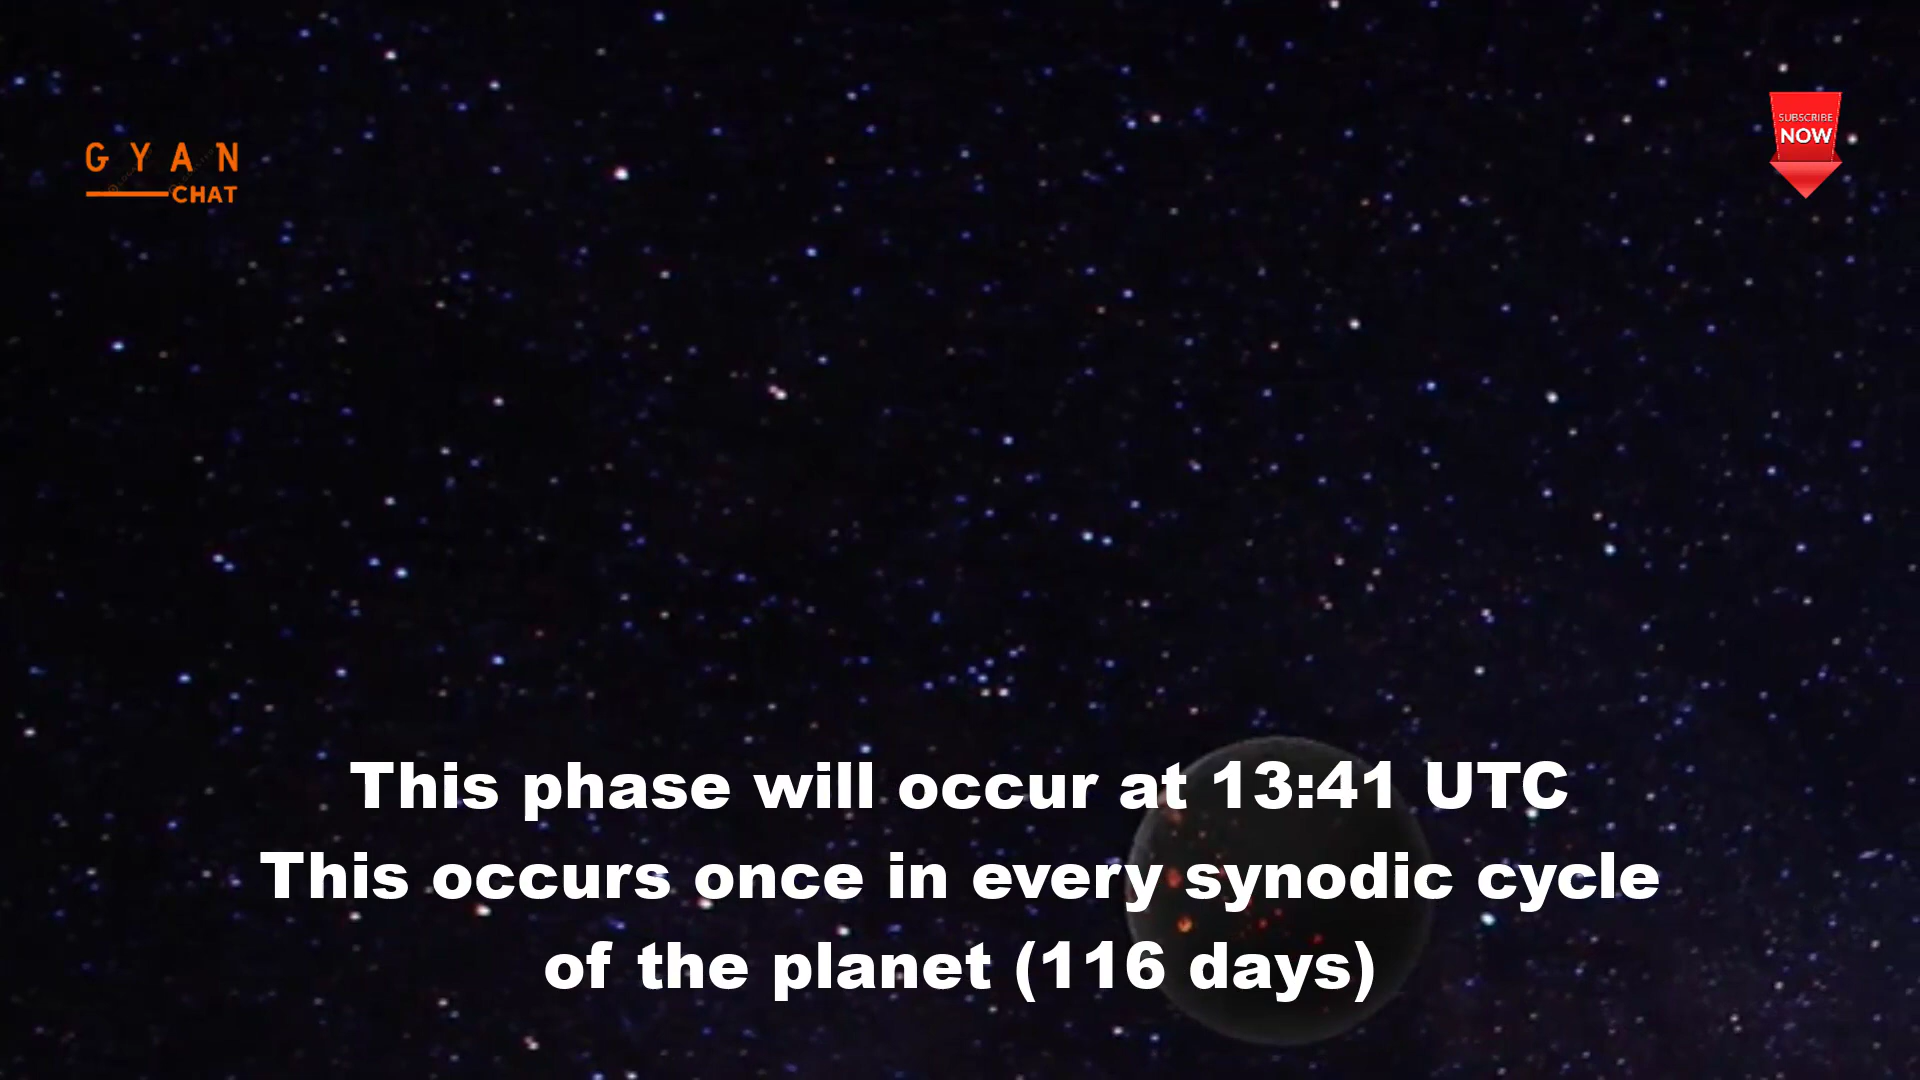 GYAN
CHAT
SUBSCRIBE
NOW
This phase will occur at 13:41 UTC
This occurs once in every synodic cycle
of the planet (116 days)